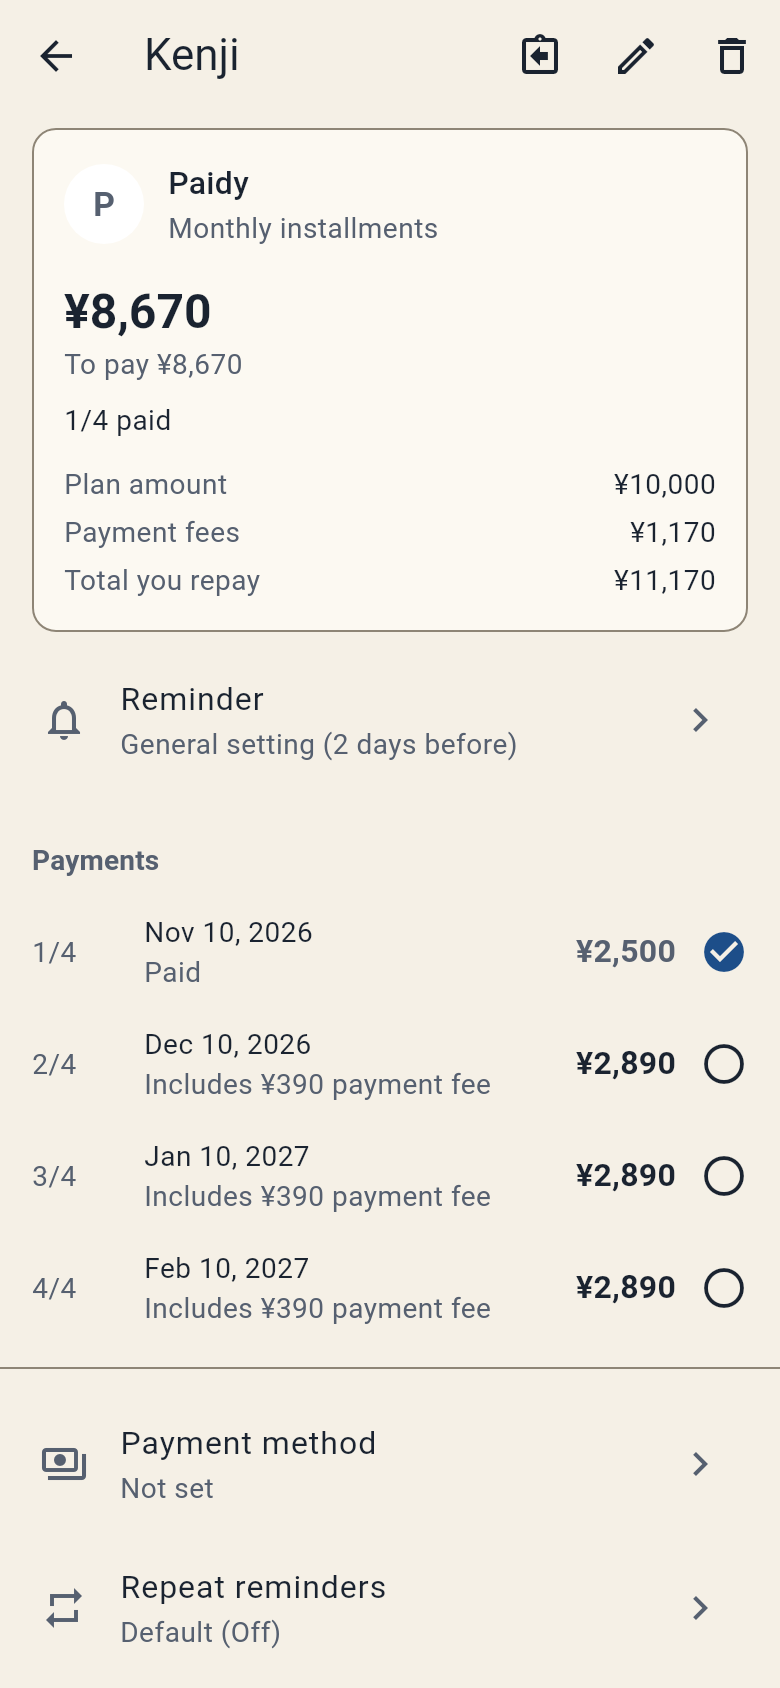 Kenji
P
Paidy
Monthly installments
¥8,670
To pay ¥8,670
1/4 paid
Plan amount ¥10,000
Payment fees ¥1,170
Total you repay ¥11,170
Reminder
General setting (2 days before)
Payments
1/4 Nov 10, 2026 ¥2,500
Paid
2/4 Dec 10, 2026 ¥2,890
Includes ¥390 payment fee
3/4 Jan 10, 2027 ¥2,890
Includes ¥390 payment fee
4/4 Feb 10, 2027 ¥2,890
Includes ¥390 payment fee
Payment method
Not set
Repeat reminders
Default (Off)